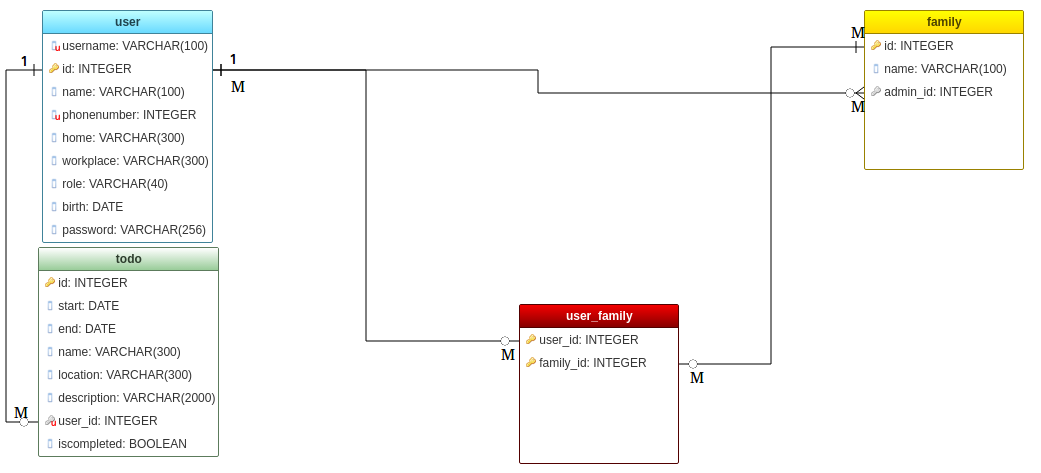 user
username: VARCHAR(100)
id: INTEGER
name: VARCHAR(100)
phonenumber: INTEGER
home: VARCHAR(300)
workplace: VARCHAR(300)
role: VARCHAR(40)
birth: DATE
password: VARCHAR(256)
1
1
M
todo
id: INTEGER
start: DATE
end: DATE
name: VARCHAR(300)
location: VARCHAR(300)
description: VARCHAR(2000)
user_id: INTEGER
iscompleted: BOOLEAN
M
user_family
user_id: INTEGER
family_id: INTEGER
M
M
family
id: INTEGER
name: VARCHAR(100)
admin_id: INTEGER
M
M